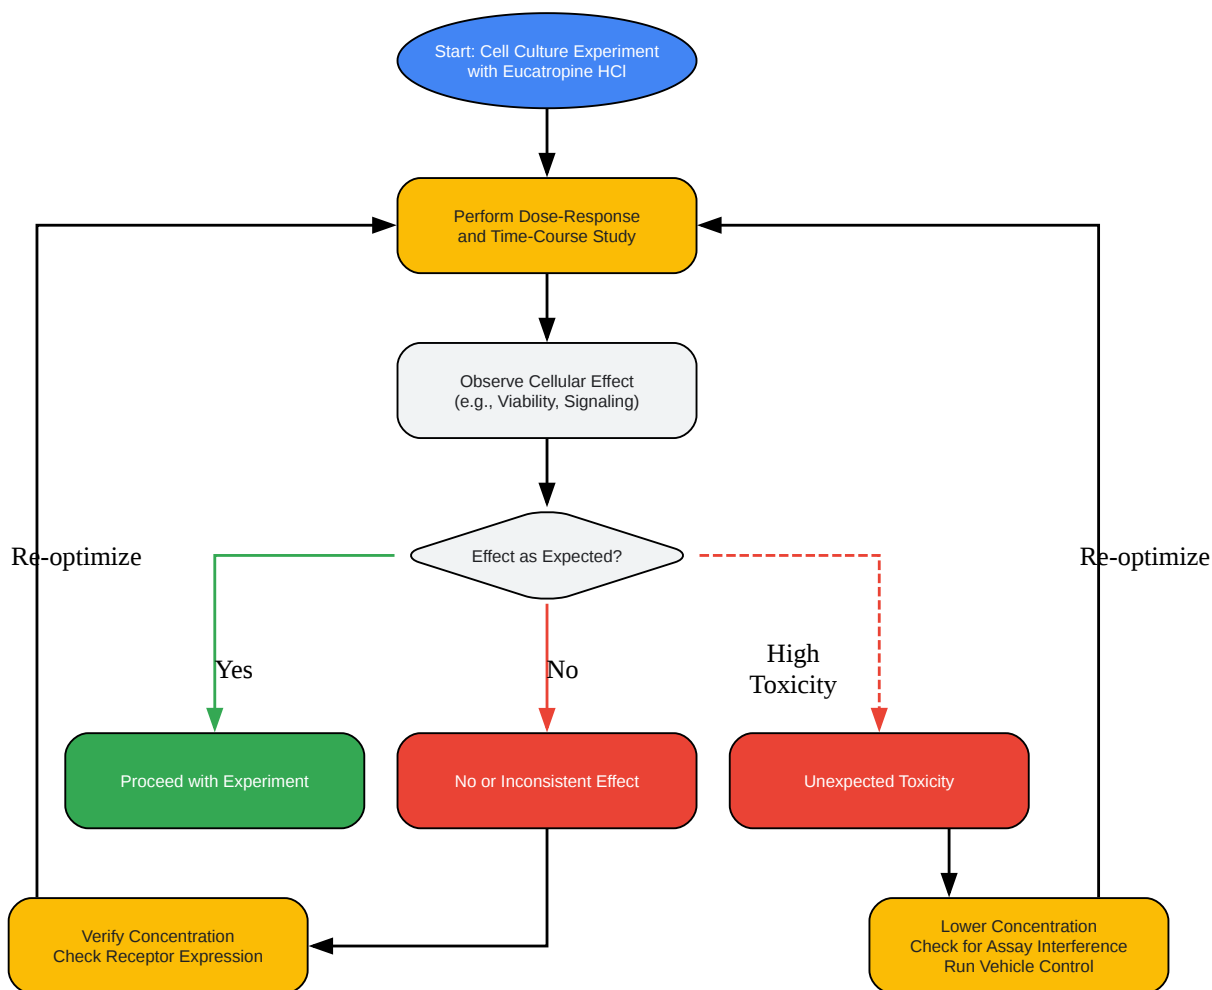 Start: Cell Culture Experiment
with Eucatropine HCl
Perform Dose-Response
and Time-Course Study
Observe Cellular Effect
(e.g., Viability, Signaling)
Re-optimize
Effect as Expected?
Re-optimize
Yes
No
High
Toxicity
Proceed with Experiment
No or Inconsistent Effect
Unexpected Toxicity
Verify Concentration
Check Receptor Expression
Lower Concentration
Check for Assay Interference
Run Vehicle Control